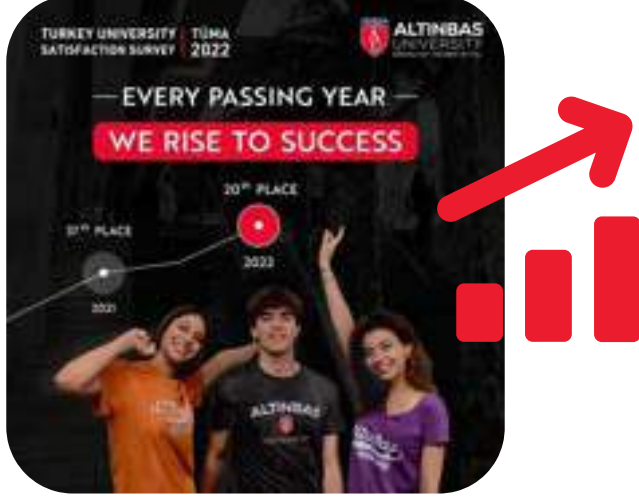 TURKEY UNIVERSITY
SATISFACTION SURVEY
TÜMA
2022
ALTINBAS
UNIVERSITY
EVERY PASSING YEAR
WE RISE TO SUCCESS
20TH PLACE
PLACE
2022
2021
ALTINBAS